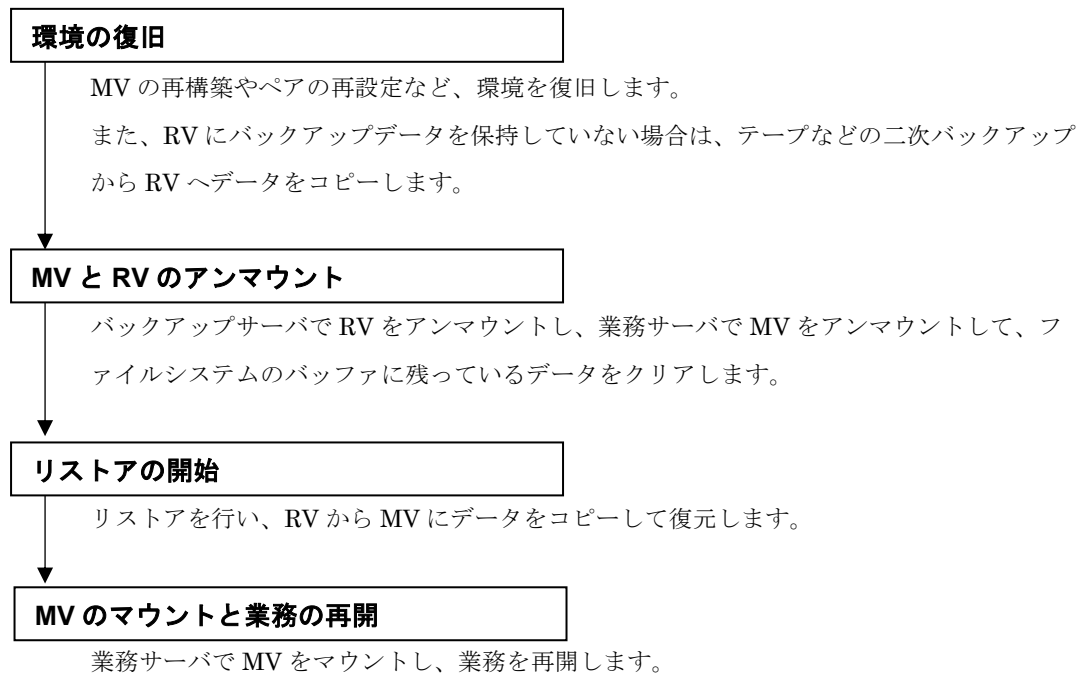 環境の復旧
MV の再構築やペアの再設定など、環境を復旧します。
また、RV にバックアップデータを保持していない場合は、テープなどの二次バックアップ
から RV へデータをコピーします。
MV と RV のアンマウント
バックアップサーバで RV をアンマウントし、業務サーバで MV をアンマウントして、フ
ァイルシステムのバッファに残っているデータをクリアします。
リストアの開始
リストアを行い、RV から MV にデータをコピーして復元します。
MV のマウントと業務の再開
業務サーバで MV をマウントし、業務を再開します。